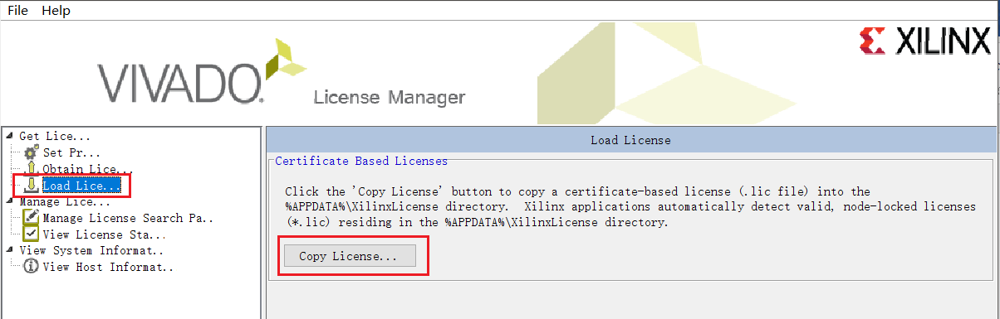 File Help
XILINX
VIVADO.
License Manager
Get Lice...
Set Pr...
Obtain Lice...
Load Lice...
Manage Lice...
Manage License Search Pa..
View License Sta...
View System Informat..
View Host Informat..
Load License
Certificate Based Licenses
Click the 'Copy License' button to copy a certificate-based license (.lic file) into the
%APPDATA%\XilinxLicense directory. Xilinx applications automatically detect valid, node-locked licenses
(*.lic) residing in the %APPDATA%\XilinxLicense directory.
Copy License...